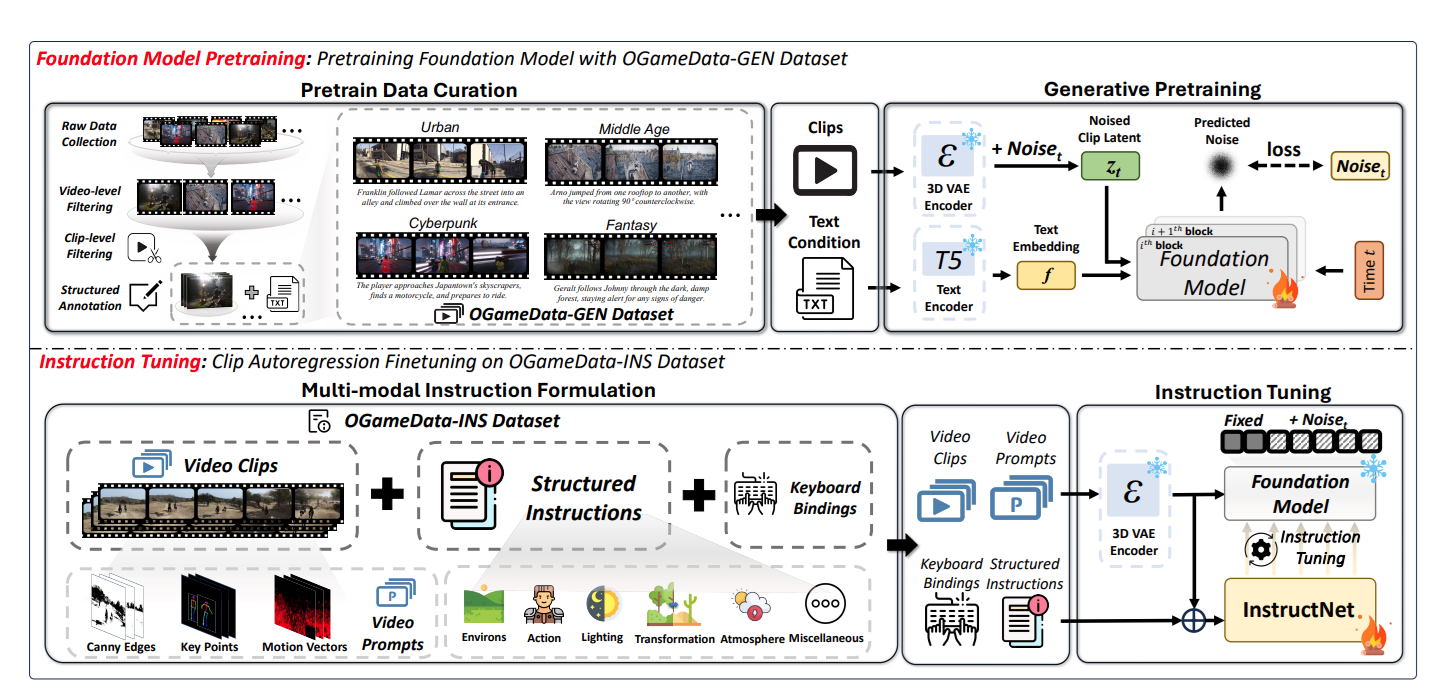 Foundation Model Pretraining: Pretraining Foundation Model with OGameData-GEN Dataset
Pretrain Data Curation
Raw Data
Collection
Video-level
Filtering
Clip-level
Filtering
Structured
Annotation
TXT
Urban
Franklin followed Lamar across the street into an
alley and climbed over the wall at its entrance.
Middle Age
Arno jumped from one rooftop to another, with
the view rotating 90° counterclockwise.
Cyberpunk
The player approaches Japantown's skyscrapers,
finds a motorcycle, and prepares to ride.
Fantasy
Geralt follows Johnny through the dark, damp
forest, staying alert for any signs of danger.
OGameData-GEN Dataset
Clips
Text
Condition
TXT
Generative Pretraining
ℰ
3D VAE
Encoder
+ Noise_t
Noised
Clip Latent
z_t
Predicted
Noise
loss
Noise_t
T5
Text
Encoder
Text
Embedding
f
i + 1^th block
i^th block
Foundation
Model
Time t
Instruction Tuning: Clip Autoregression Finetuning on OGameData-INS Dataset
Multi-modal Instruction Formulation
OGameData-INS Dataset
Video Clips
Structured
Instructions
Keyboard
Bindings
Canny Edges
Key Points
Motion Vectors
P
Video
Prompts
Environs
Action
Lighting
Transformation
Atmosphere
Miscellaneous
Video
Clips
Video
Prompts
P
Keyboard
Bindings
Structured
Instructions
Instruction Tuning
ℰ
3D VAE
Encoder
Fixed
+ Noise_t
Foundation
Model
Instruction
Tuning
InstructNet